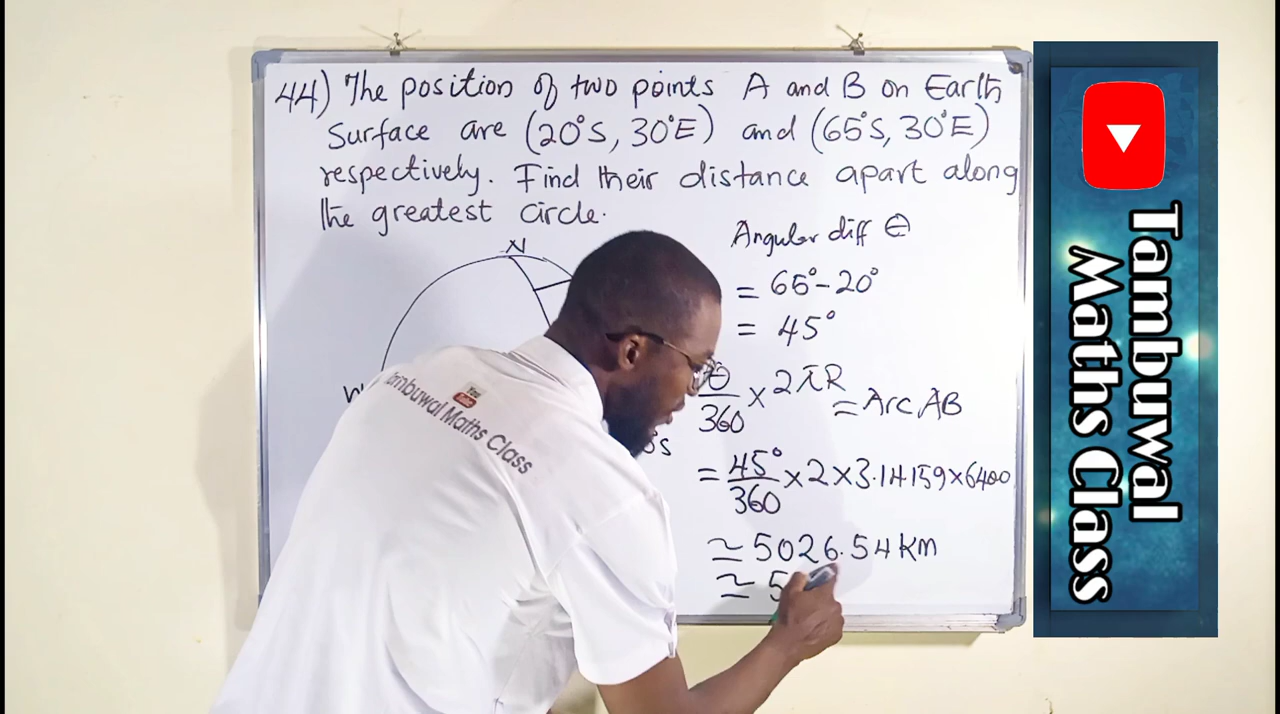 44) The position of two points A and B on Earth
Surface are (20°S, 30°E) and (65°S, 30°E)
respectively. Find their distance apart along
the greatest circle.
N
Angular diff θ
= 65° - 20°
= 45°
θ/360 × 2πR = Arc AB
= 45°/360 × 2 × 3.14159 × 6400
≃ 5026.54 km
≃ 5
W
You
Tube
Tambuwal Maths Class
Tambuwal
Maths Class